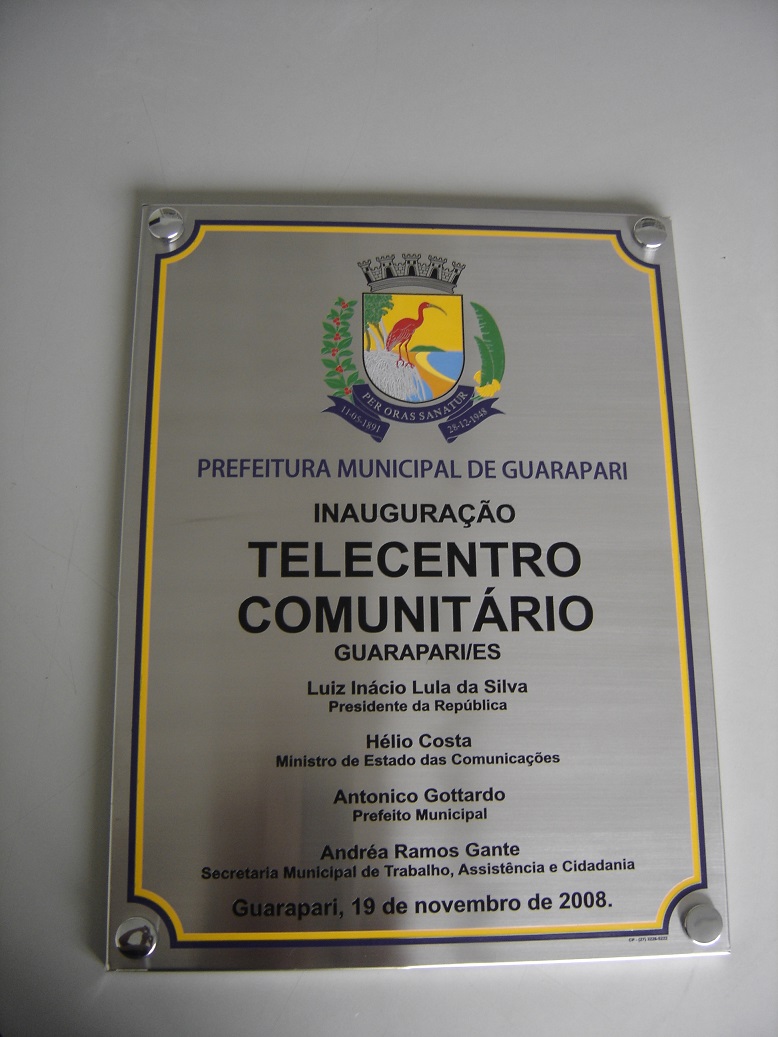 PER ORAS SANATUR
11-05-1891
28-12-1948
PREFEITURA MUNICIPAL DE GUARAPARI
INAUGURAÇÃO
TELECENTRO
COMUNITÁRIO
GUARAPARI/ES
Luiz Inácio Lula da Silva
Presidente da República
Hélio Costa
Ministro de Estado das Comunicações
Antonico Gottardo
Prefeito Municipal
Andréa Ramos Gante
Secretaria Municipal de Trabalho, Assistência e Cidadania
Guarapari, 19 de novembro de 2008.